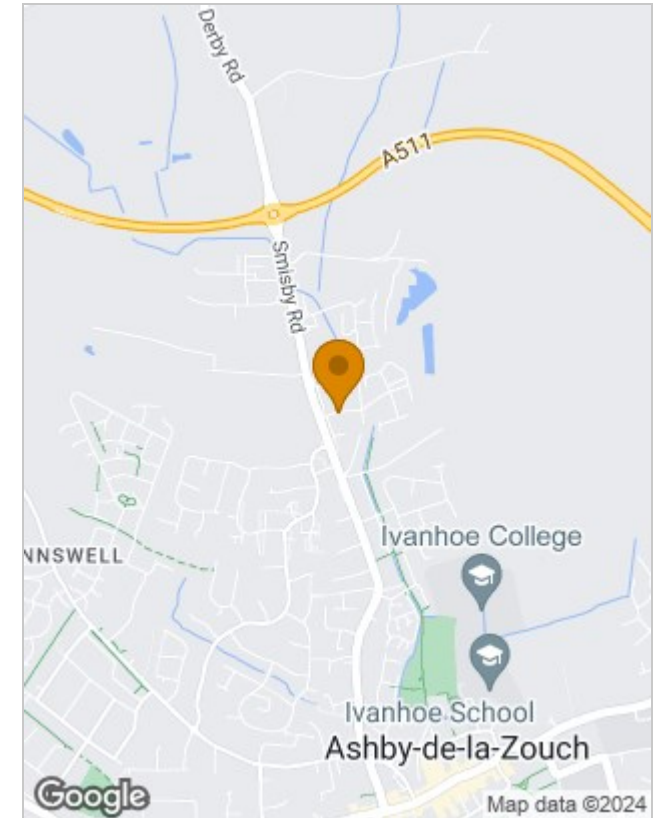 Derby Rd
A511
Smisby Rd
Ivanhoe College
NNSWELL
Ivanhoe School
Ashby-de-la-Zouch
Google
Map data ©2024